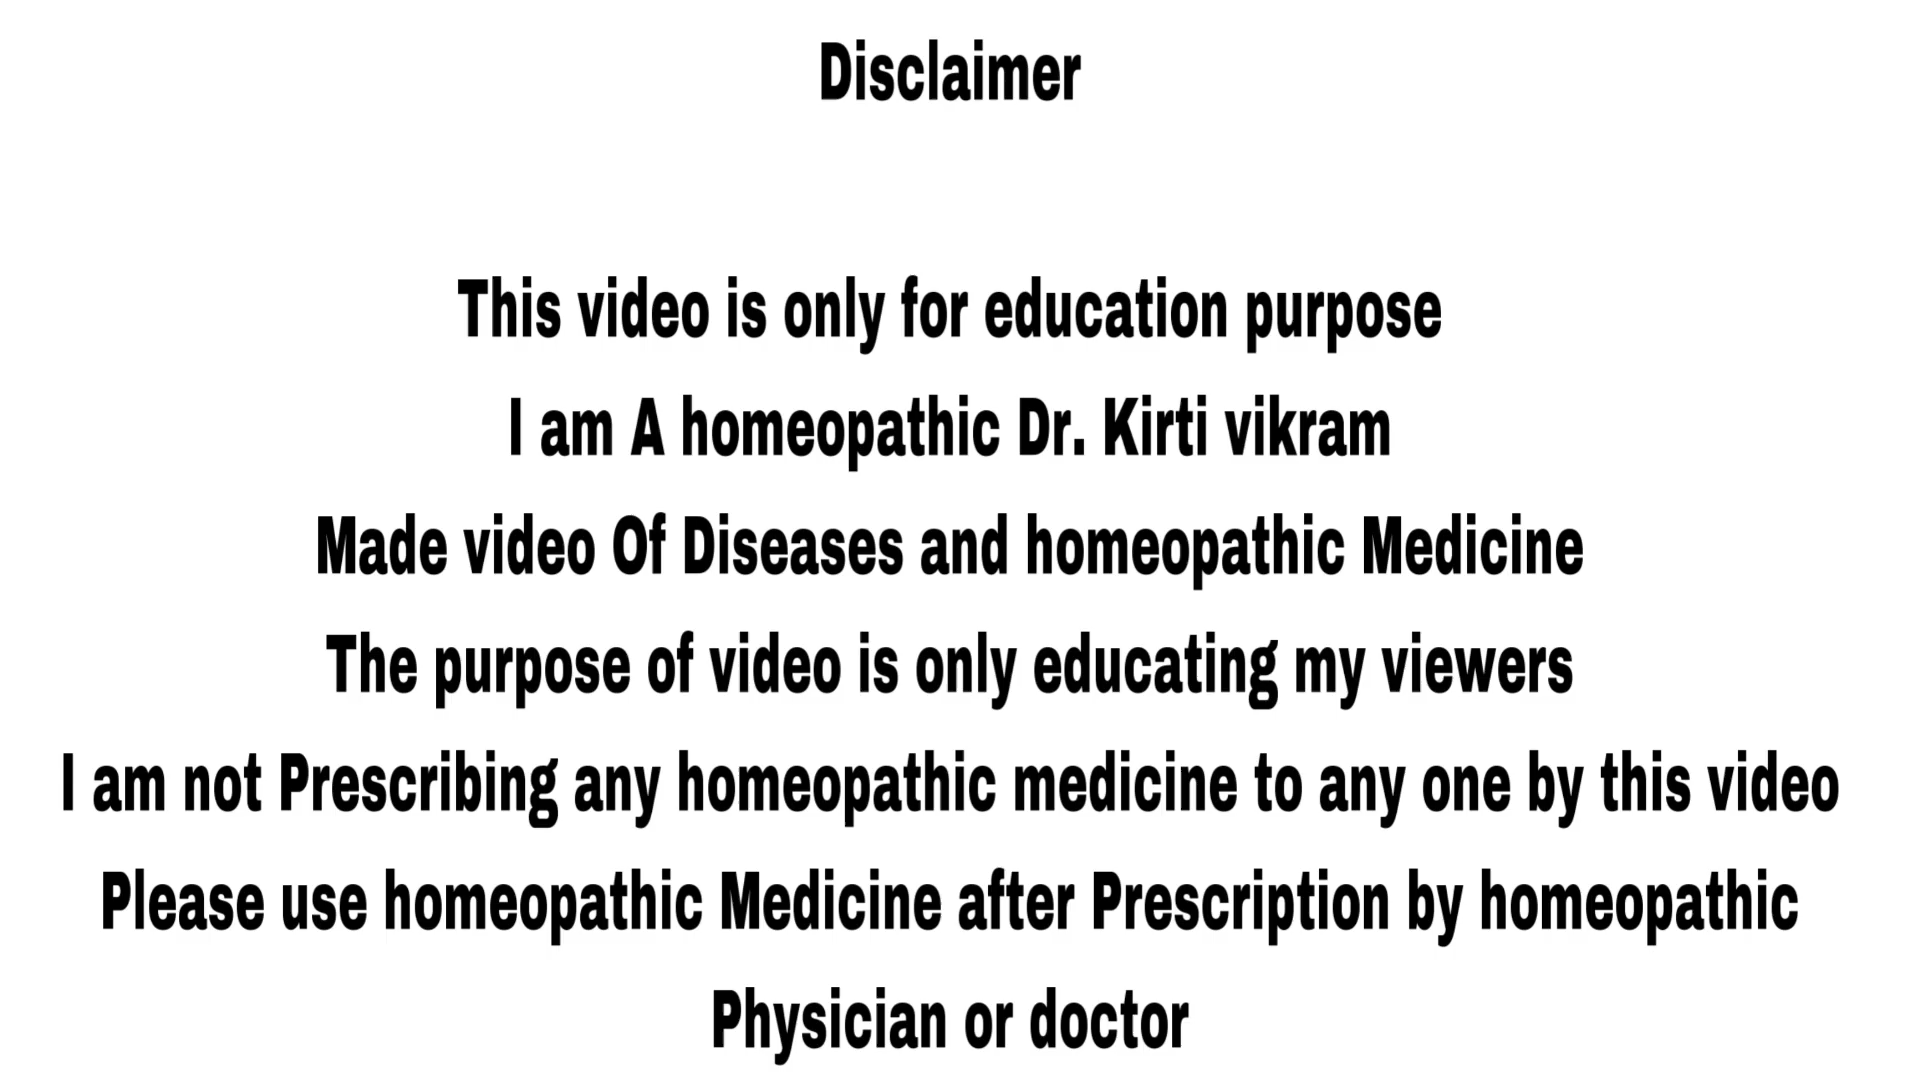 Disclaimer
This video is only for education purpose
I am A homeopathic Dr. Kirti vikram
Made video Of Diseases and homeopathic Medicine
The purpose of video is only educating my viewers
I am not Prescribing any homeopathic medicine to any one by this video
Please use homeopathic Medicine after Prescription by homeopathic
Physician or doctor